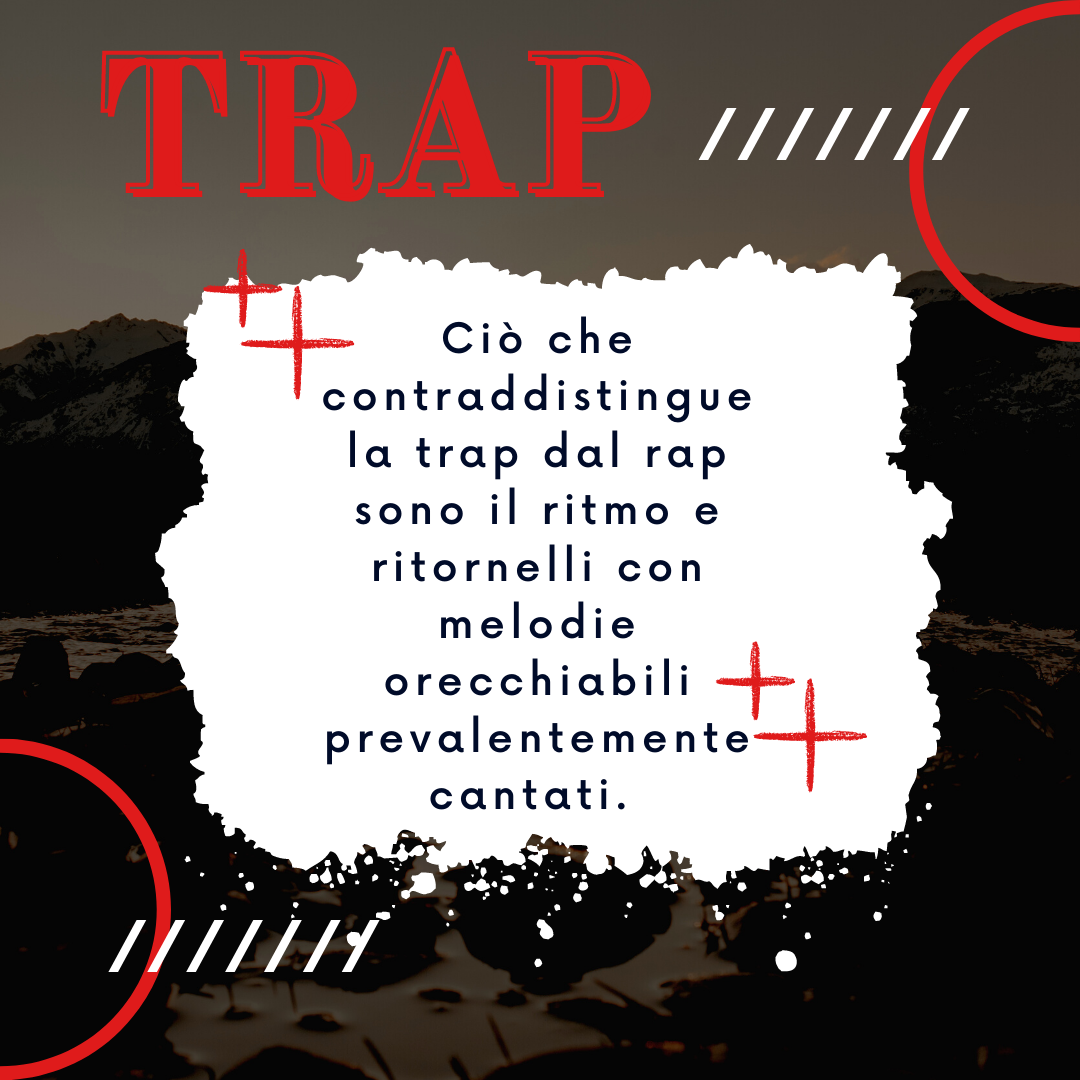 TRAP
Ciò che
contraddistingue
la trap dal rap
sono il ritmo e
ritornelli con
melodie
orecchiabili
prevalentemente
cantati.